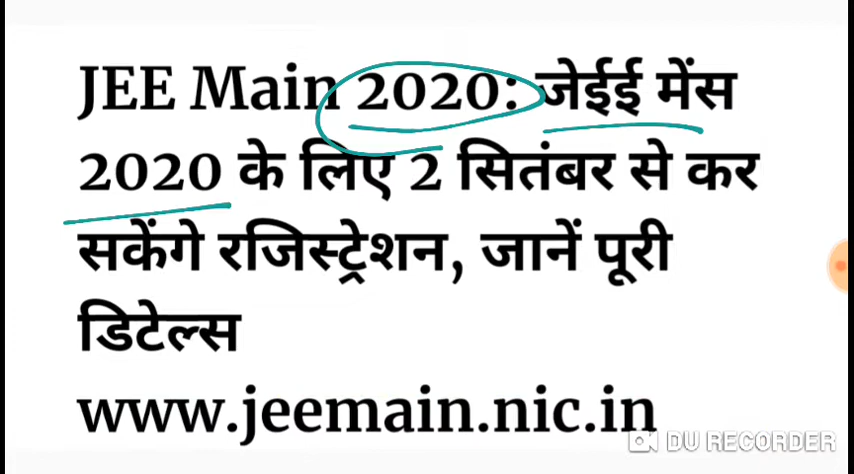 JEE Main 2020: जेईई मेंस
2020 के लिए 2 सितंबर से कर
सकेंगे रजिस्ट्रेशन, जानें पूरी
डिटेल्स
www.jeemain.nic.in
DU RECORDER